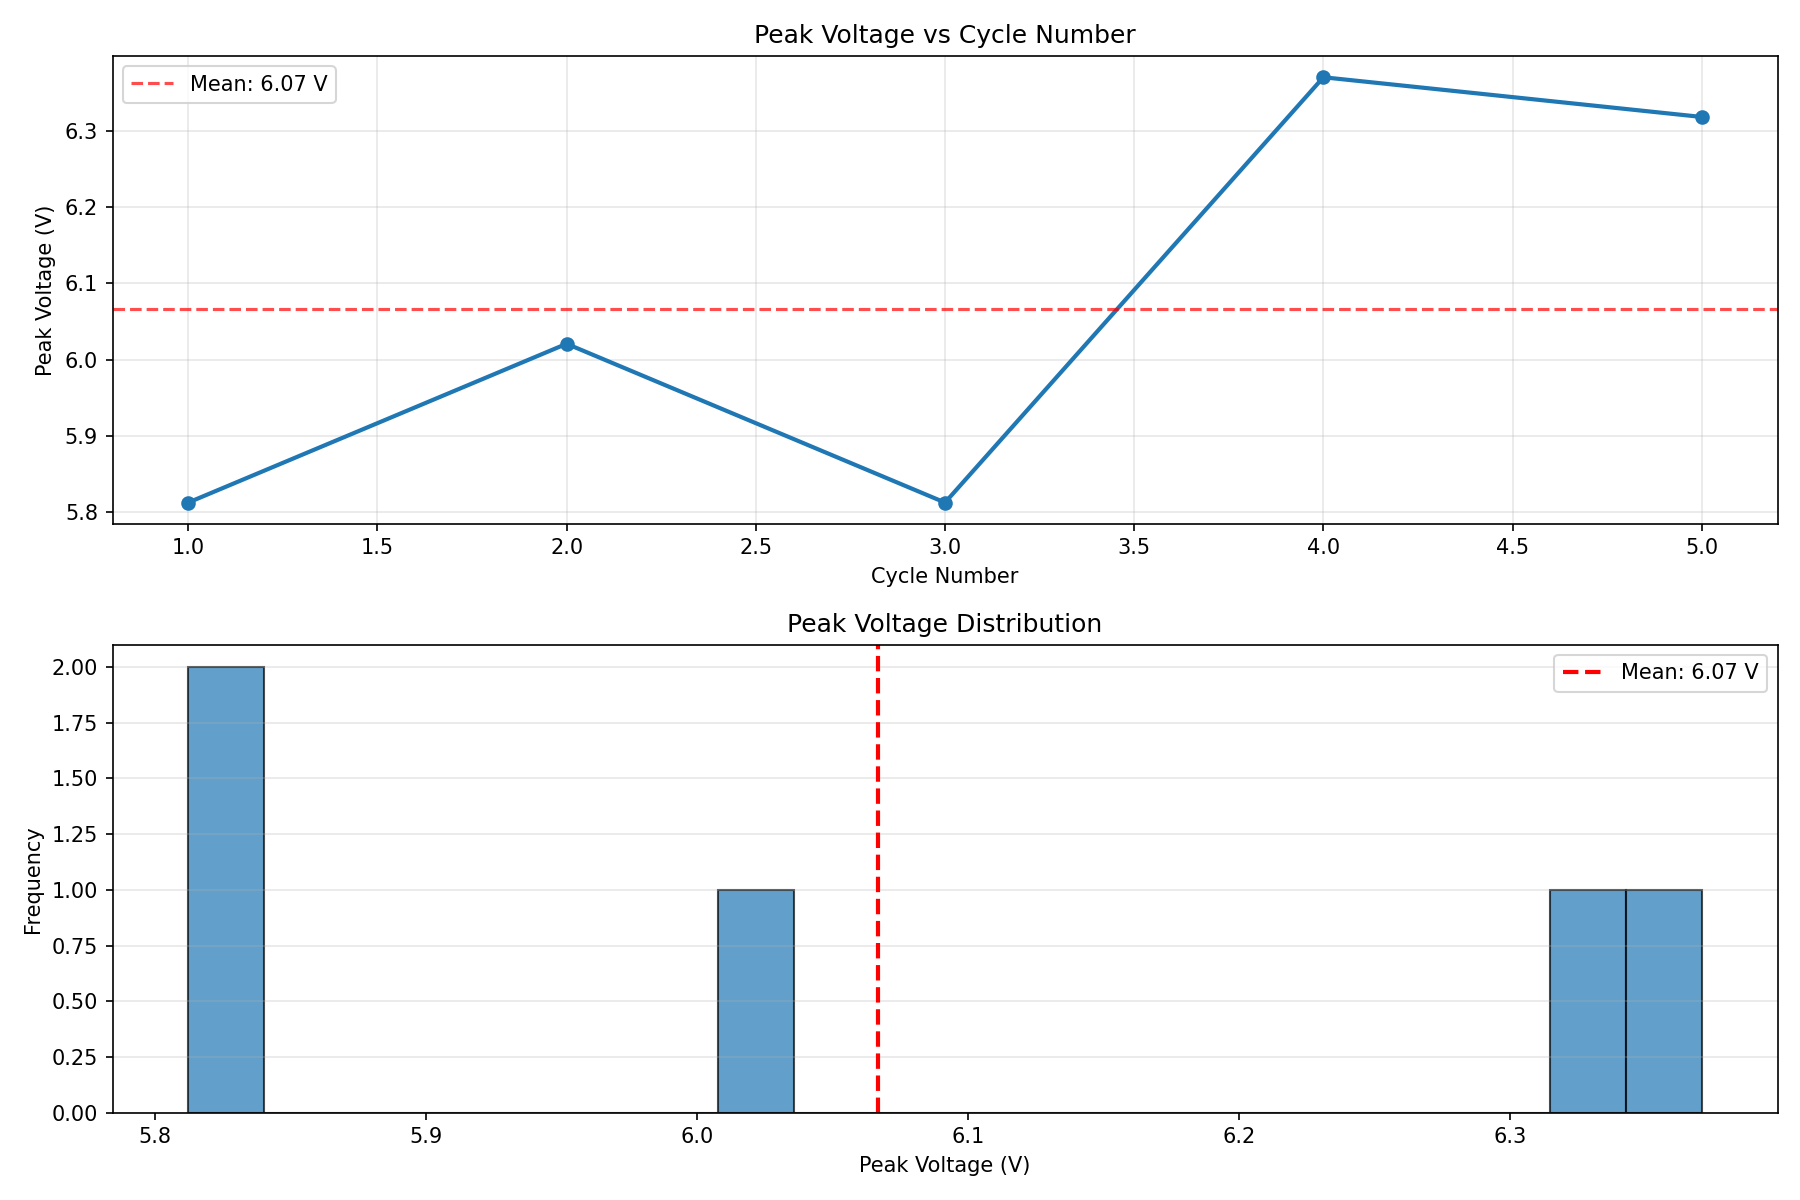 Peak Voltage vs Cycle Number
Mean: 6.07 V
Peak Voltage (V)
6.3
6.2
6.1
6.0
5.9
5.8
1.0 1.5 2.0 2.5 3.0 3.5 4.0 4.5 5.0
Cycle Number
Peak Voltage Distribution
Mean: 6.07 V
Frequency
2.00
1.75
1.50
1.25
1.00
0.75
0.50
0.25
0.00
5.8 5.9 6.0 6.1 6.2 6.3
Peak Voltage (V)